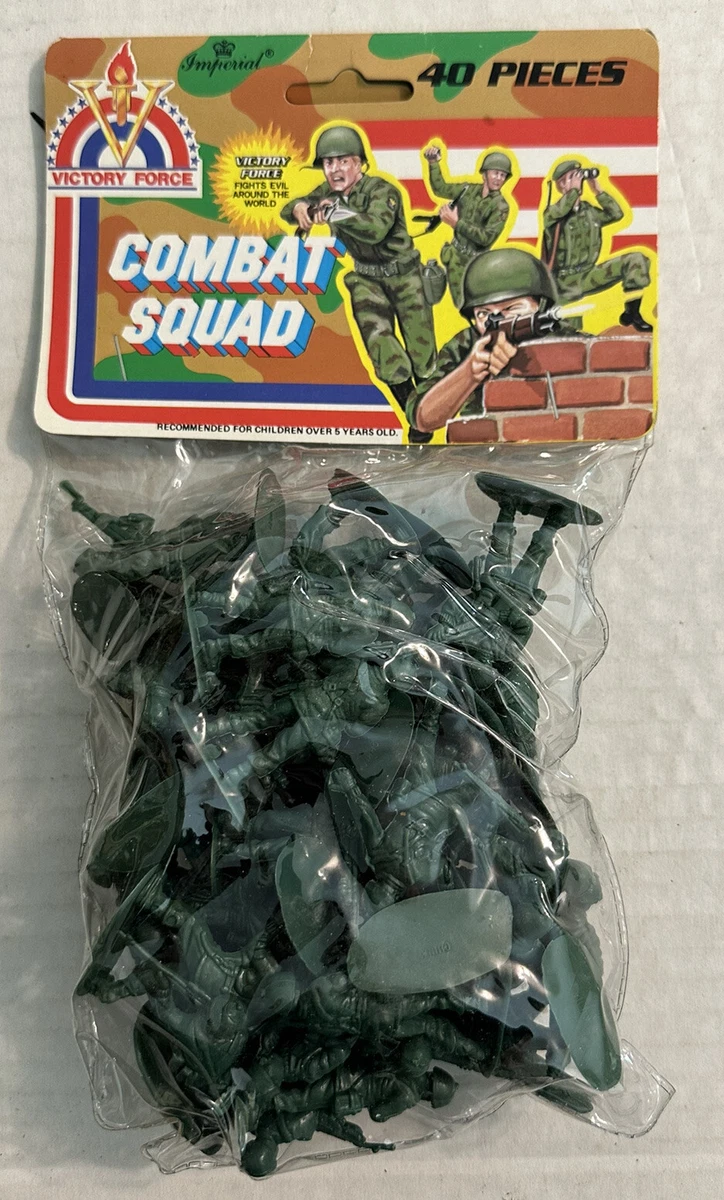 Imperial®
40 PIECES
VICTORY FORCE
VICTORY
FORCE
FIGHTS EVIL
AROUND THE
WORLD
COMBAT
SQUAD
RECOMMENDED FOR CHILDREN OVER 5 YEARS OLD.